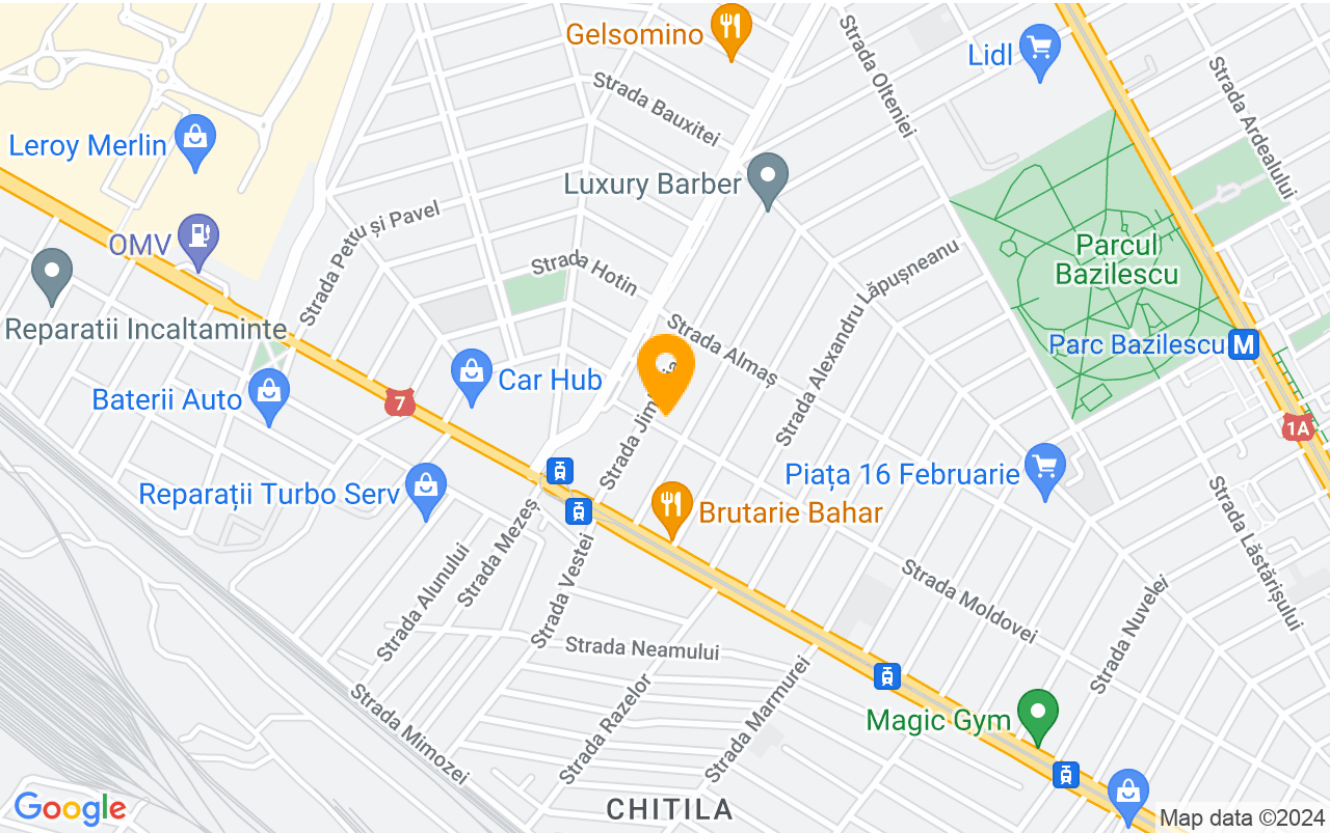 Gelsomino
Lidl
Strada Olteniei
Strada Bauxitei
Strada Ardealului
Leroy Merlin
Luxury Barber
Strada Petru și Pavel
OMV
Parcul
Bazilescu
Strada Hotin
Strada Alexandru Lăpușneanu
Reparatii Incaltaminte
Strada Almaș
Parc Bazilescu
M
Car Hub
Baterii Auto
7
1A
Piața 16 Februarie
Reparații Turbo Serv
Brutarie Bahar
Strada Mezeș
Strada Lăstărișului
Strada Alunului
Strada Vestei
Strada Moldovei
Strada Nuvelei
Strada Neamului
Strada Razelor
Strada Marmurei
Strada Mimozei
Magic Gym
CHITILA
Google
Map data ©2024